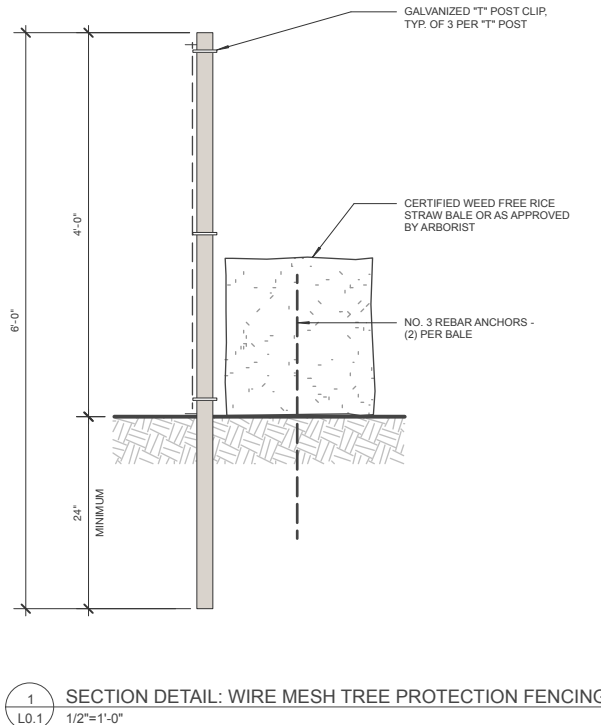 GALVANIZED "T" POST CLIP,
TYP. OF 3 PER "T" POST
4'-0"
6'-0"
CERTIFIED WEED FREE RICE
STRAW BALE OR AS APPROVED
BY ARBORIST
NO. 3 REBAR ANCHORS -
(2) PER BALE
24"
MINIMUM
1
L0.1
SECTION DETAIL: WIRE MESH TREE PROTECTION FENCING
1/2"=1'-0"